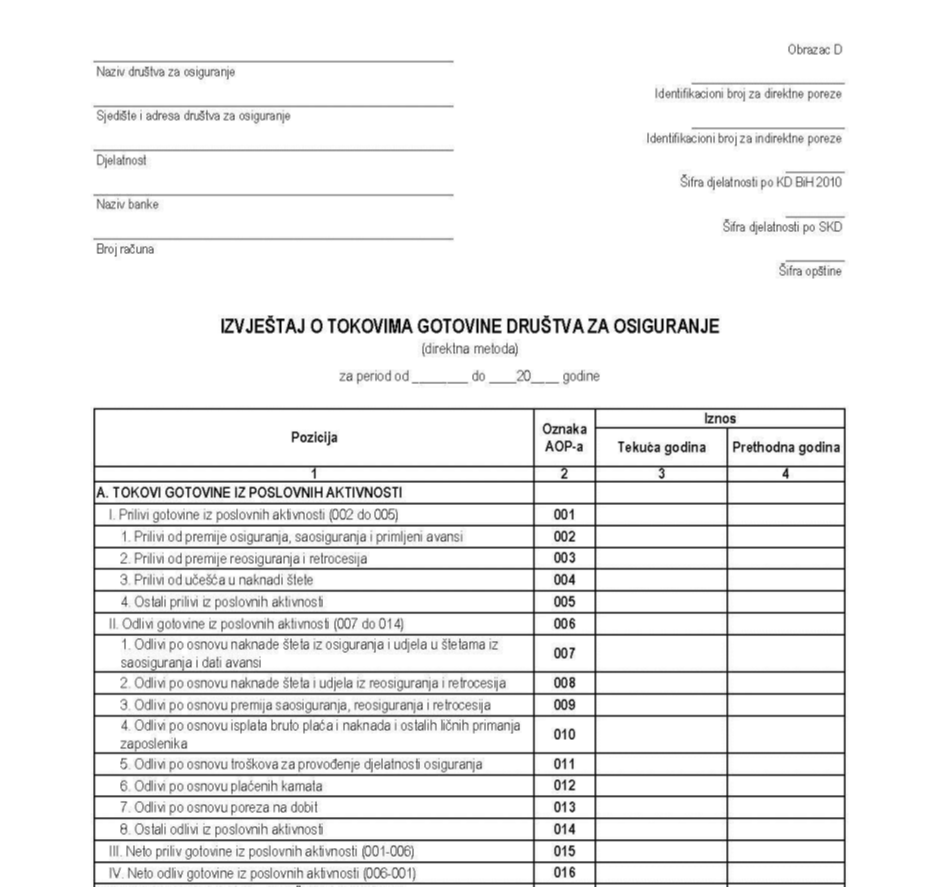 Obrazac D
Naziv društva za osiguranje
Identifikacioni broj za direktne poreze
Sjedište i adresa društva za osiguranje
Identifikacioni broj za indirektne poreze
Djelatnost
Šifra djelatnosti po KD BiH 2010
Naziv banke
Šifra djelatnosti po SKD
Broj računa
Šifra opštine
IZVJEŠTAJ O TOKOVIMA GOTOVINE DRUŠTVA ZA OSIGURANJE
(direktna metoda)
za period od ________ do ____20____ godine
Pozicija Oznaka AOP-a Iznos
Tekuća godina Prethodna godina
1 2 3 4
A. TOKOVI GOTOVINE IZ POSLOVNIH AKTIVNOSTI
I. Prilivi gotovine iz poslovnih aktivnosti (002 do 005) 001
1. Prilivi od premije osiguranja, saosiguranja i primljeni avansi 002
2. Prilivi od premije reosiguranja i retrocesija 003
3. Prilivi od učešća u naknadi štete 004
4. Ostali prilivi iz poslovnih aktivnosti 005
II. Odlivi gotovine iz poslovnih aktivnosti (007 do 014) 006
1. Odlivi po osnovu naknade šteta iz osiguranja i udjela u štetama iz
saosiguranja i dati avansi 007
2. Odlivi po osnovu naknade šteta i udjela iz reosiguranja i retrocesija 008
3. Odlivi po osnovu premija saosiguranja, reosiguranja i retrocesija 009
4. Odlivi po osnovu isplata bruto plaća i naknada i ostalih ličnih primanja
zaposlenika 010
5. Odlivi po osnovu troškova za provođenje djelatnosti osiguranja 011
6. Odlivi po osnovu plaćenih kamata 012
7. Odlivi po osnovu poreza na dobit 013
8. Ostali odlivi iz poslovnih aktivnosti 014
III. Neto priliv gotovine iz poslovnih aktivnosti (001-006) 015
IV. Neto odliv gotovine iz poslovnih aktivnosti (006-001) 016